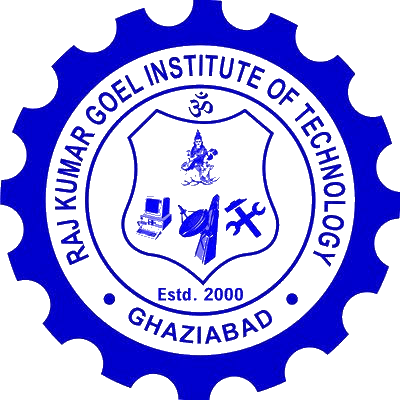 RAJ KUMAR GOEL INSTITUTE OF TECHNOLOGY
ॐ
Estd. 2000
• GHAZIABAD •